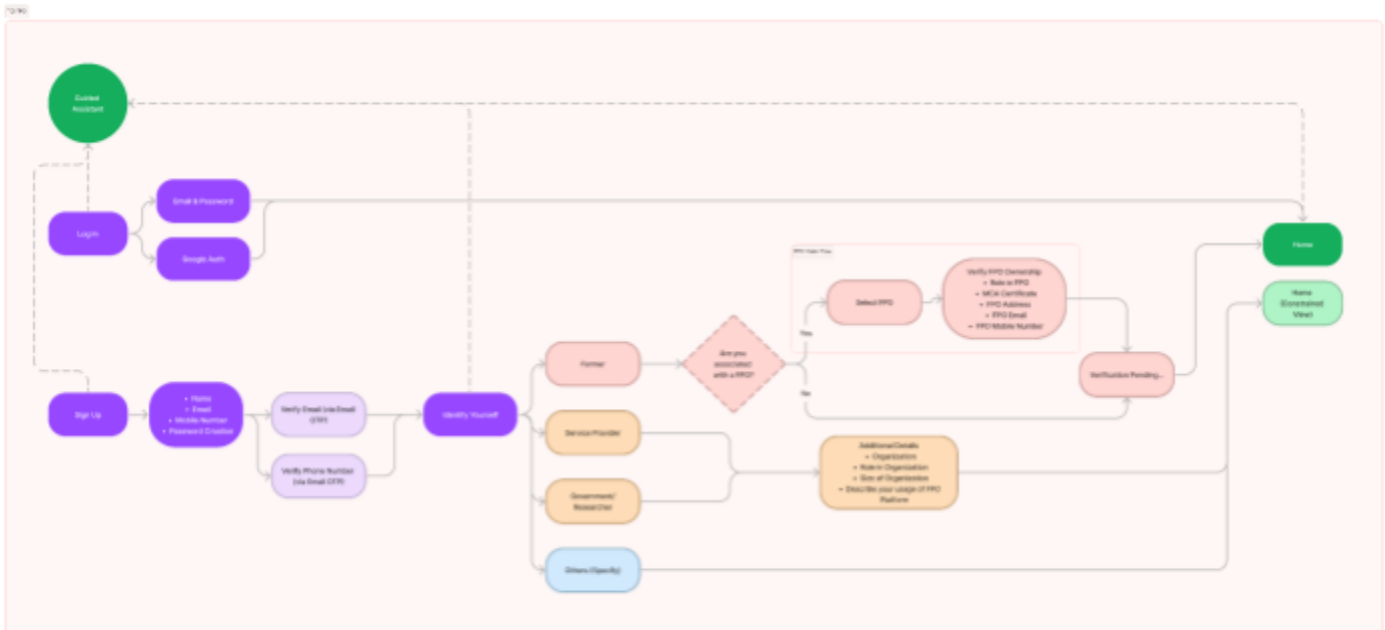 Guided
Assistant
Login
Email & Password
Google Auth
Home
Home
(Constrained
View)
Select FPO
Verify FPO Ownership
Role in FPO
MCA Certificate
FPO Address
FPO Email
FPO Mobile Number
Yes
Are you
associated
with a FPO?
No
Farmer
Verification Pending...
Sign Up
Name
Email
Mobile Number
Password Creation
Verify Email (via Email
OTP)
Verify Phone Number
(via Email OTP)
Identify Yourself
Service Provider
Government/
Researcher
Others (Specify)
Additional Details
Organization
Role in Organization
Size of Organization
Describe your usage of FPO
Platform